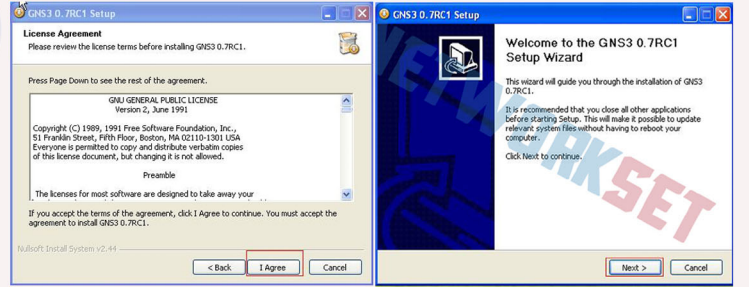 GNS3 0.7RC1 Setup
License Agreement
Please review the license terms before installing GNS3 0.7RC1.
Press Page Down to see the rest of the agreement.
GNU GENERAL PUBLIC LICENSE
Version 2, June 1991
Copyright (C) 1989, 1991 Free Software Foundation, Inc.,
51 Franklin Street, Fifth Floor, Boston, MA 02110-1301 USA
Everyone is permitted to copy and distribute verbatim copies
of this license document, but changing it is not allowed.
Preamble
The licenses for most software are designed to take away your
If you accept the terms of the agreement, click I Agree to continue. You must accept the
agreement to install GNS3 0.7RC1.
Nullsoft Install System v2.44
< Back
I Agree
Cancel
GNS3 0.7RC1 Setup
Welcome to the GNS3 0.7RC1
Setup Wizard
This wizard will guide you through the installation of GNS3
0.7RC1.
It is recommended that you close all other applications
before starting Setup. This will make it possible to update
relevant system files without having to reboot your
computer.
Click Next to continue.
Next >
Cancel
NETWORKSET